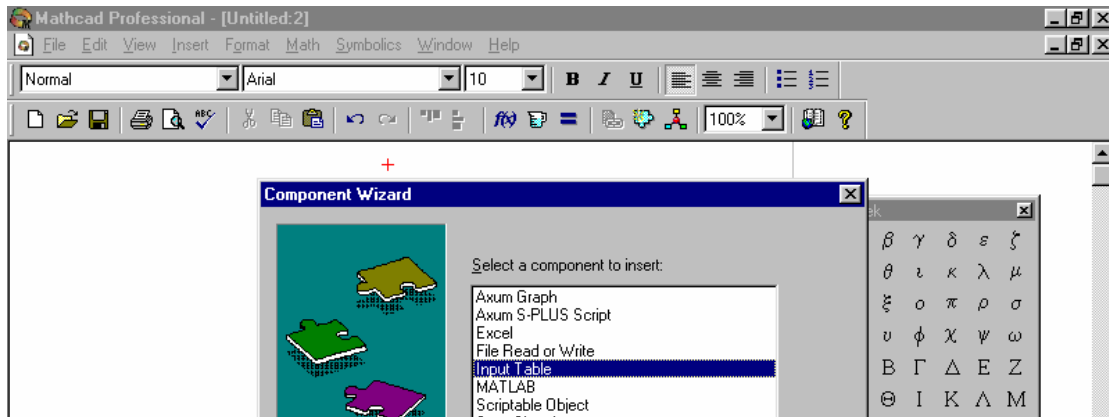 Mathcad Professional - [Untitled:2]
File Edit View Insert Format Math Symbolics Window Help
Normal Arial 10 B I U
ABC f(x) = 100% ?
Component Wizard
Select a component to insert:
Axum Graph
Axum S-PLUS Script
Excel
File Read or Write
Input Table
MATLAB
Scriptable Object
ek
β γ δ ε ζ
θ ι κ λ μ
ξ ο π ρ σ
υ φ χ ψ ω
Β Γ Δ Ε Ζ
Θ Ι Κ Λ Μ